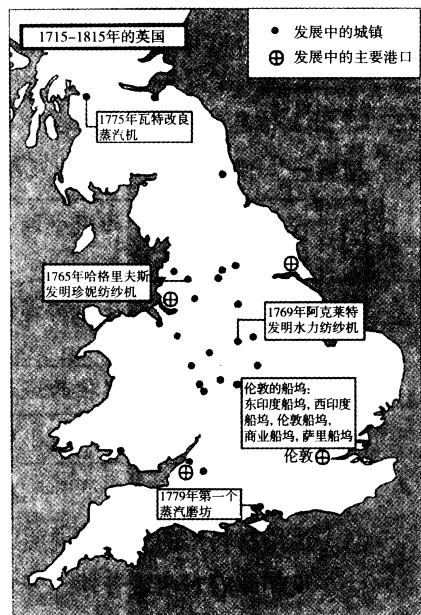 1715-1815年的英国
发展中的城镇
发展中的主要港口
1775年瓦特改良
蒸汽机
1765年哈格里夫斯
发明珍妮纺纱机
1769年阿克莱特
发明水力纺纱机
伦敦的船坞：
东印度船坞，西印度
船坞，伦敦船坞，
商业船坞，萨里船坞
伦敦
1779年第一个
蒸汽磨坊